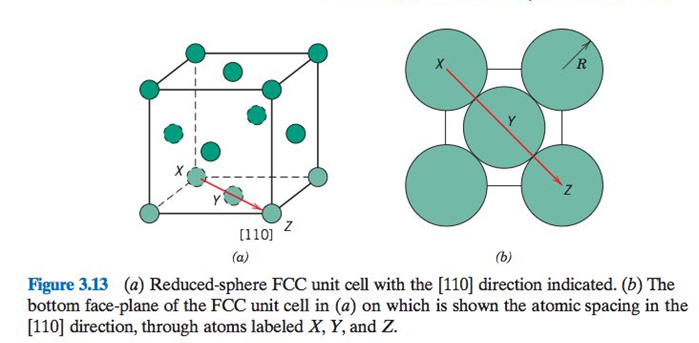 X
R
Y
X
Y
Z
Z
[110]
(a)
(b)
Figure 3.13 (a) Reduced-sphere FCC unit cell with the [110] direction indicated. (b) The
bottom face-plane of the FCC unit cell in (a) on which is shown the atomic spacing in the
[110] direction, through atoms labeled X, Y, and Z.